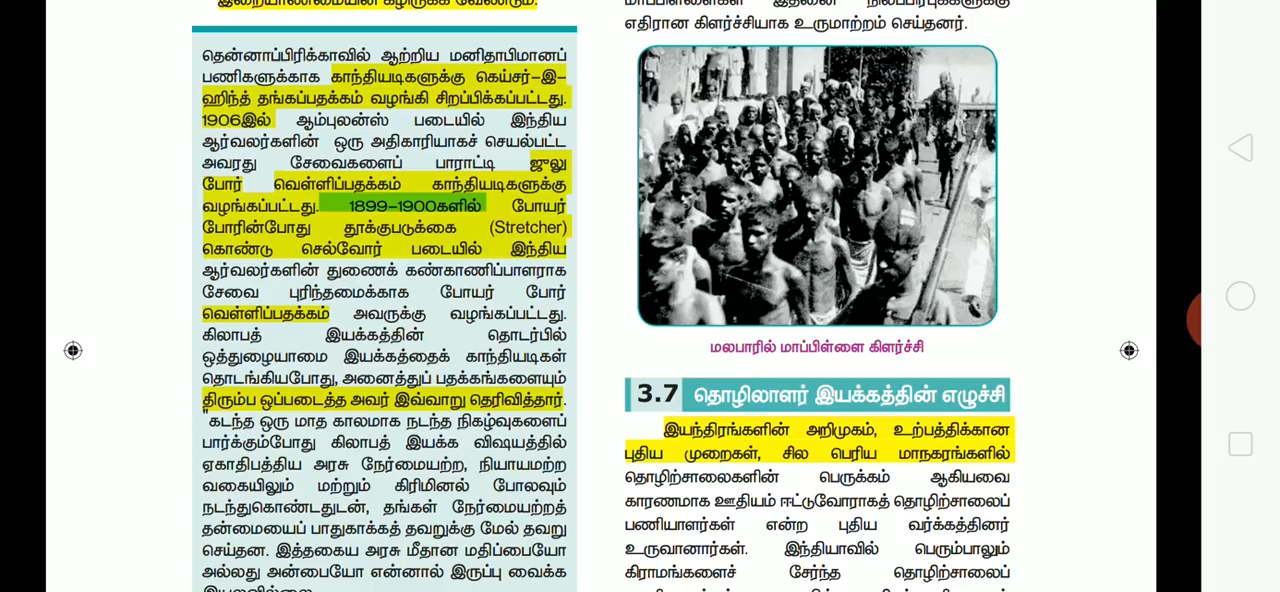 இறையாண்மையின் கீழிருக்க வேண்டும்.
தென்னாப்பிரிக்காவில் ஆற்றிய மனிதாபிமானப்
பணிகளுக்காக காந்தியடிகளுக்கு கெய்சர்-இ-
ஹிந்த் தங்கப்பதக்கம் வழங்கி சிறப்பிக்கப்பட்டது.
1906இல் ஆம்புலன்ஸ் படையில் இந்திய
ஆர்வலர்களின் ஒரு அதிகாரியாகச் செயல்பட்ட
அவரது சேவைகளைப் பாராட்டி ஜுலு
போர் வெள்ளிப்பதக்கம் காந்தியடிகளுக்கு
வழங்கப்பட்டது. 1899-1900களில் போயர்
போரின்போது தூக்குபடுக்கை (Stretcher)
கொண்டு செல்வோர் படையில் இந்திய
ஆர்வலர்களின் துணைக் கண்காணிப்பாளராக
சேவை புரிந்தமைக்காக போயர் போர்
வெள்ளிப்பதக்கம் அவருக்கு வழங்கப்பட்டது.
கிலாபத் இயக்கத்தின் தொடர்பில்
ஒத்துழையாமை இயக்கத்தைக் காந்தியடிகள்
தொடங்கியபோது, அனைத்துப் பதக்கங்களையும்
திரும்ப ஒப்படைத்த அவர் இவ்வாறு தெரிவித்தார்.
"கடந்த ஒரு மாத காலமாக நடந்த நிகழ்வுகளைப்
பார்க்கும்போது கிலாபத் இயக்க விஷயத்தில்
ஏகாதிபத்திய அரசு நேர்மையற்ற, நியாயமற்ற
வகையிலும் மற்றும் கிரிமினல் போலவும்
நடந்துகொண்டதுடன், தங்கள் நேர்மையற்றத்
தன்மையைப் பாதுகாக்கத் தவறுக்கு மேல் தவறு
செய்தன. இத்தகைய அரசு மீதான மதிப்பையோ
அல்லது அன்பையோ என்னால் இருப்பு வைக்க
எதிரான கிளர்ச்சியாக உருமாற்றம் செய்தனர்.
மலபாரில் மாப்பிள்ளை கிளர்ச்சி
3.7 தொழிலாளர் இயக்கத்தின் எழுச்சி
இயந்திரங்களின் அறிமுகம், உற்பத்திக்கான
புதிய முறைகள், சில பெரிய மாநகரங்களில்
தொழிற்சாலைகளின் பெருக்கம் ஆகியவை
காரணமாக ஊதியம் ஈட்டுவோராகத் தொழிற்சாலைப்
பணியாளர்கள் என்ற புதிய வர்க்கத்தினர்
உருவானார்கள். இந்தியாவில் பெரும்பாலும்
கிராமங்களைச் சேர்ந்த தொழிற்சாலைப்